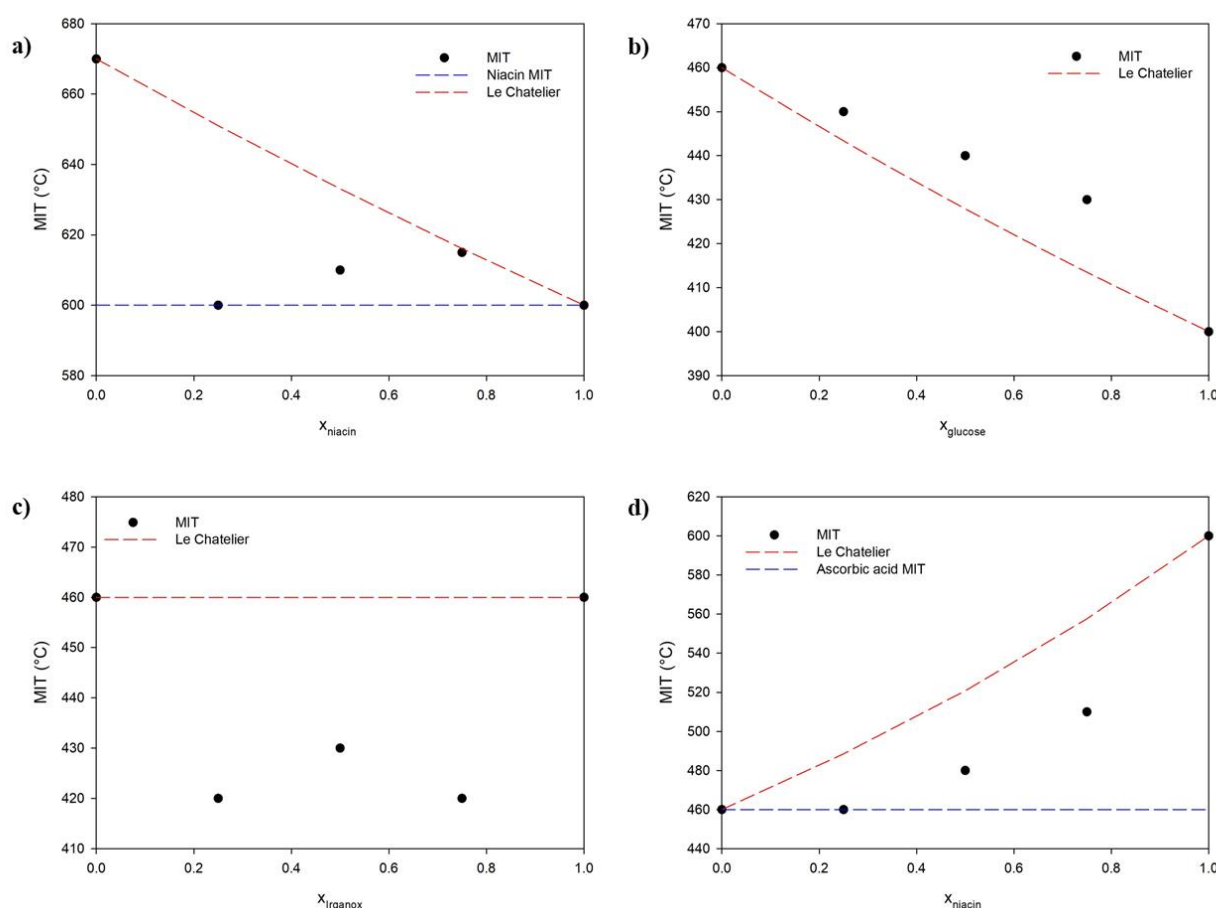 a)
MIT
Niacin MIT
Le Chatelier
MIT (°C)
680
660
640
620
600
580
0.0 0.2 0.4 0.6 0.8 1.0
xniacin
b)
MIT
Le Chatelier
MIT (°C)
470
460
450
440
430
420
410
400
390
0.0 0.2 0.4 0.6 0.8 1.0
xglucose
c)
MIT
Le Chatelier
MIT (°C)
480
470
460
450
440
430
420
410
0.0 0.2 0.4 0.6 0.8 1.0
xIrganox
d)
MIT
Le Chatelier
Ascorbic acid MIT
MIT (°C)
620
600
580
560
540
520
500
480
460
440
0.0 0.2 0.4 0.6 0.8 1.0
xniacin